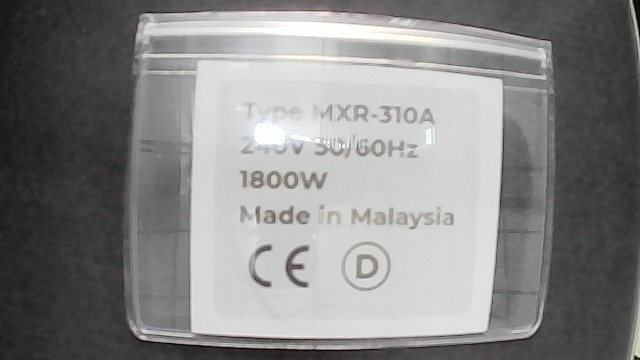 Type MXR-310A
240V 50/60Hz
1800W
Made in Malaysia
CE D